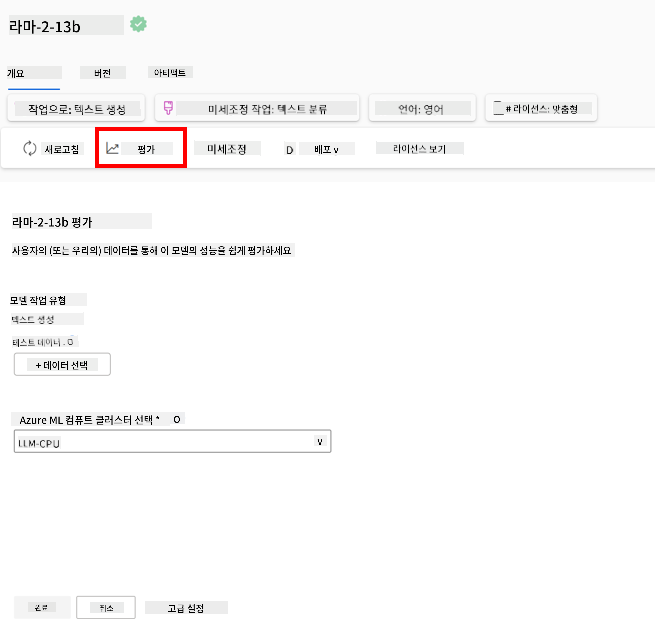 라마-2-13b
개요 버전 아티팩트
작업으로: 텍스트 생성 미세조정 작업: 텍스트 분류 언어: 영어 # 라이선스: 맞춤형
새로고침 평가 미세조정 D 배포 v 라이선스 보기
라마-2-13b 평가
사용자의 (또는 우리의) 데이터를 통해 이 모델의 성능을 쉽게 평가하세요
모델 작업 유형
텍스트 생성
테스트 데이터
+ 데이터 선택
Azure ML 컴퓨트 클러스터 선택 * O
LLM-CPU v
취소 고급 설정